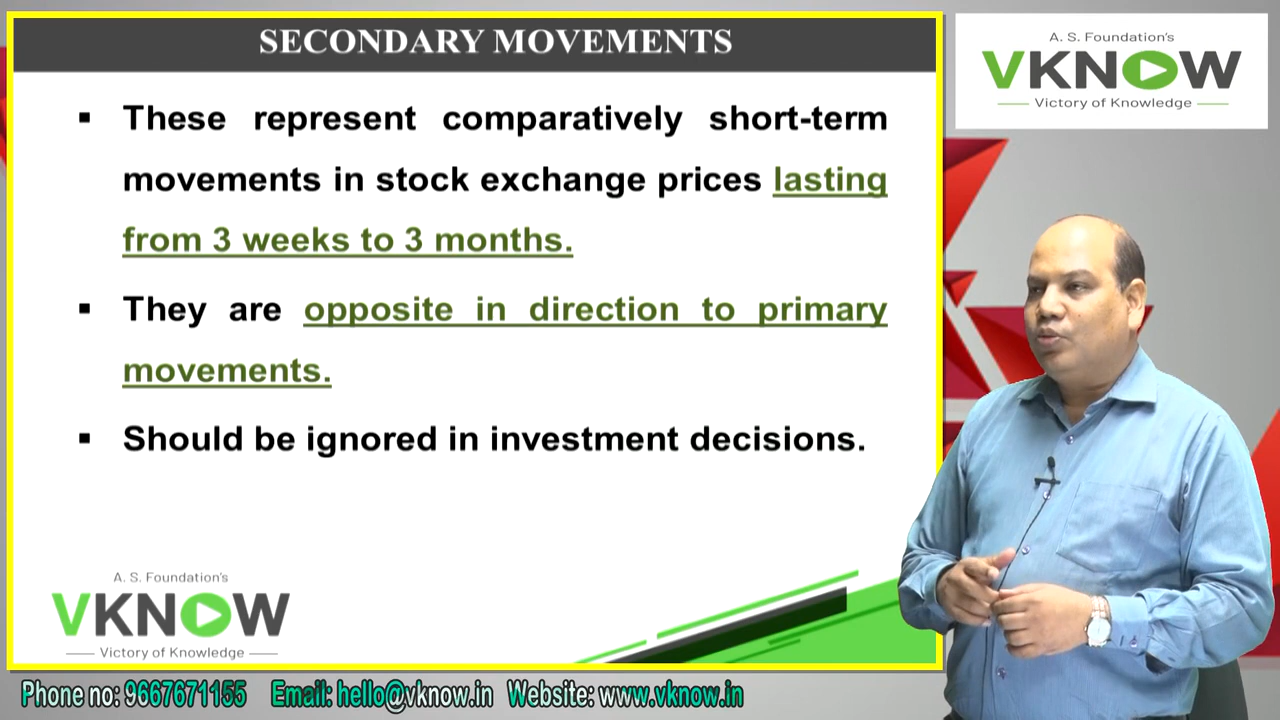 SECONDARY MOVEMENTS
▪ These represent comparatively short-term
movements in stock exchange prices lasting
from 3 weeks to 3 months.
▪ They are opposite in direction to primary
movements.
▪ Should be ignored in investment decisions.
A. S. Foundation's
VKNOW
Victory of Knowledge
A. S. Foundation's
VKNOW
Victory of Knowledge
Phone no: 9667671155 Email: hello@vknow.in Website: www.vknow.in